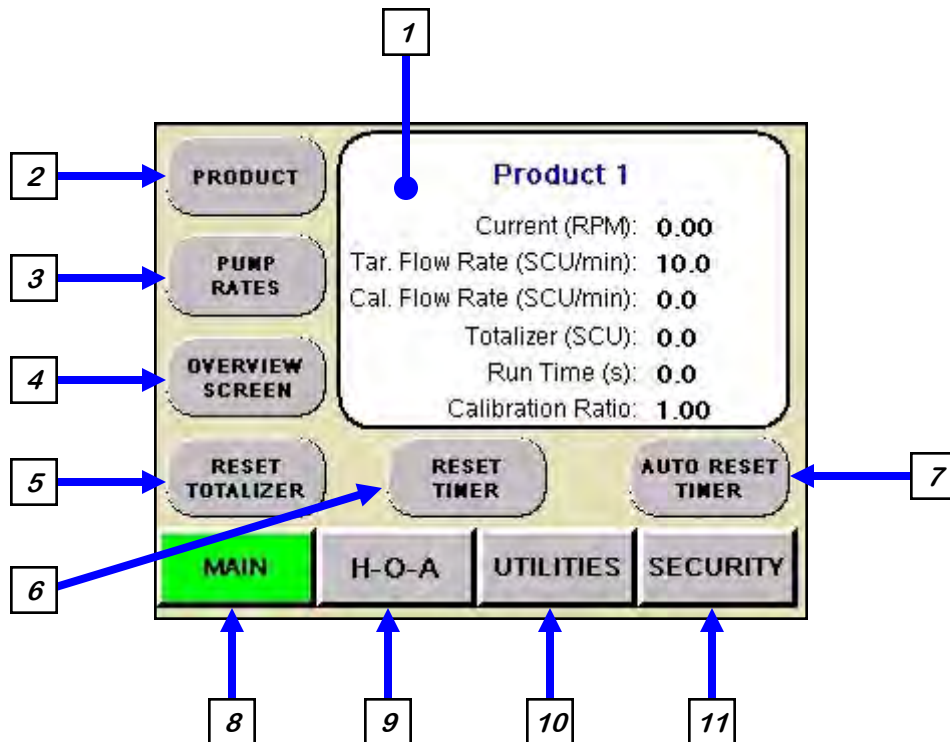 1
2
PRODUCT
Product 1
Current (RPM): 0.00
3
PUMP
RATES
Tar. Flow Rate (SCU/min): 10.0
Cal. Flow Rate (SCU/min): 0.0
Totalizer (SCU): 0.0
4
OVERVIEW
SCREEN
Run Time (s): 0.0
Calibration Ratio: 1.00
5
RESET
TOTALIZER
RESET
TIMER
AUTO RESET
TIMER
7
6
MAIN
H-O-A
UTILITIES
SECURITY
8
9
10
11